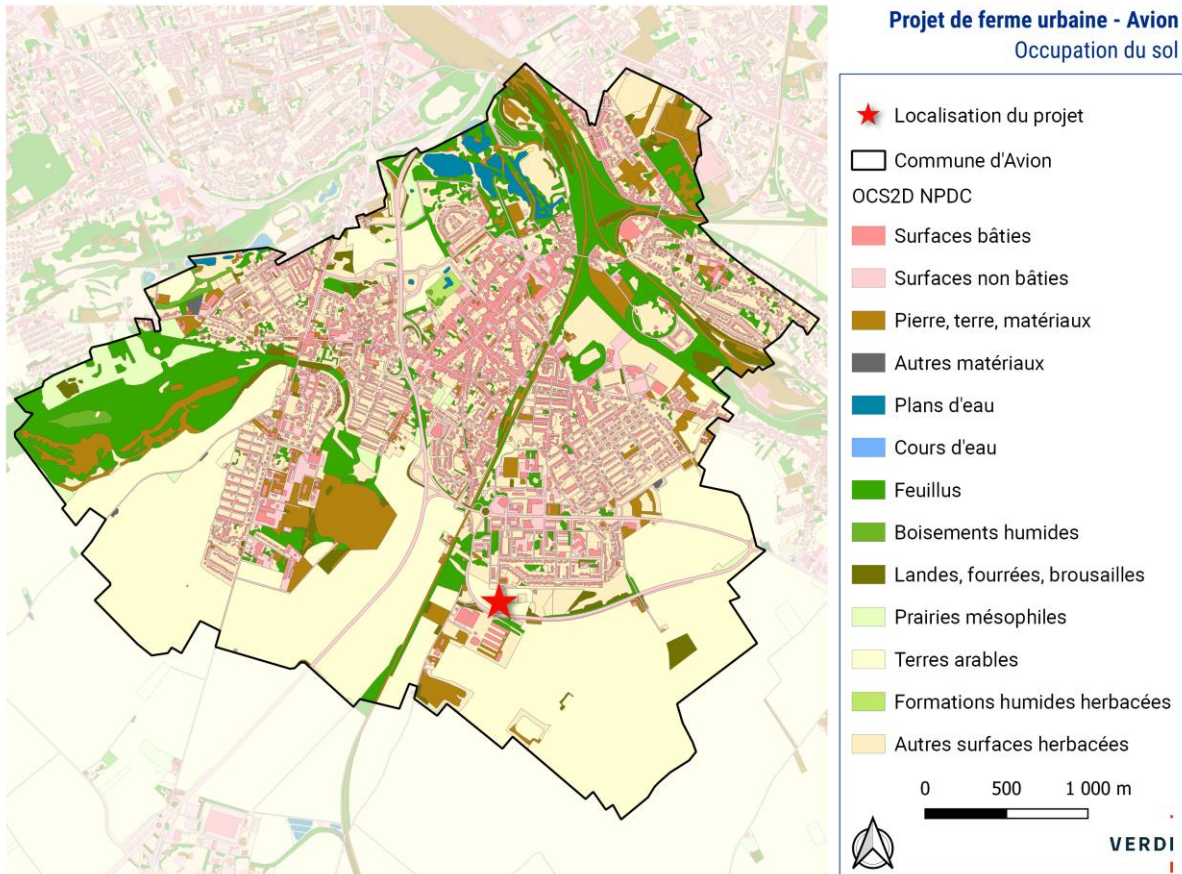 Projet de ferme urbaine - Avion
Occupation du sol
Localisation du projet
Commune d'Avion
OCS2D NPDC
Surfaces bâties
Surfaces non bâties
Pierre, terre, matériaux
Autres matériaux
Plans d'eau
Cours d'eau
Feuillus
Boisements humides
Landes, fourrées, brousailles
Prairies mésophiles
Terres arables
Formations humides herbacées
Autres surfaces herbacées
0 500 1 000 m
VERDI